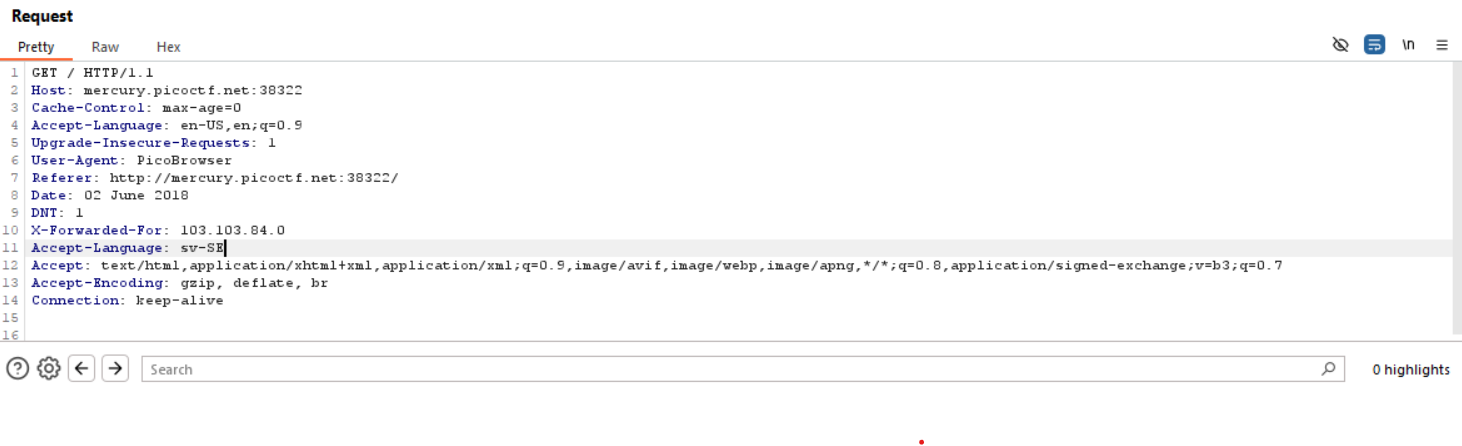 Request
Pretty Raw Hex
\n
1 GET / HTTP/1.1
2 Host: mercury.picoctf.net:38322
3 Cache-Control: max-age=0
4 Accept-Language: en-US,en;q=0.9
5 Upgrade-Insecure-Requests: 1
6 User-Agent: PicoBrowser
7 Referer: http://mercury.picoctf.net:38322/
8 Date: 02 June 2018
9 DNT: 1
10 X-Forwarded-For: 103.103.84.0
11 Accept-Language: sv-SE
12 Accept: text/html,application/xhtml+xml,application/xml;q=0.9,image/avif,image/webp,image/apng,*/*;q=0.8,application/signed-exchange;v=b3;q=0.7
13 Accept-Encoding: gzip, deflate, br
14 Connection: keep-alive
15
16
Search 0 highlights